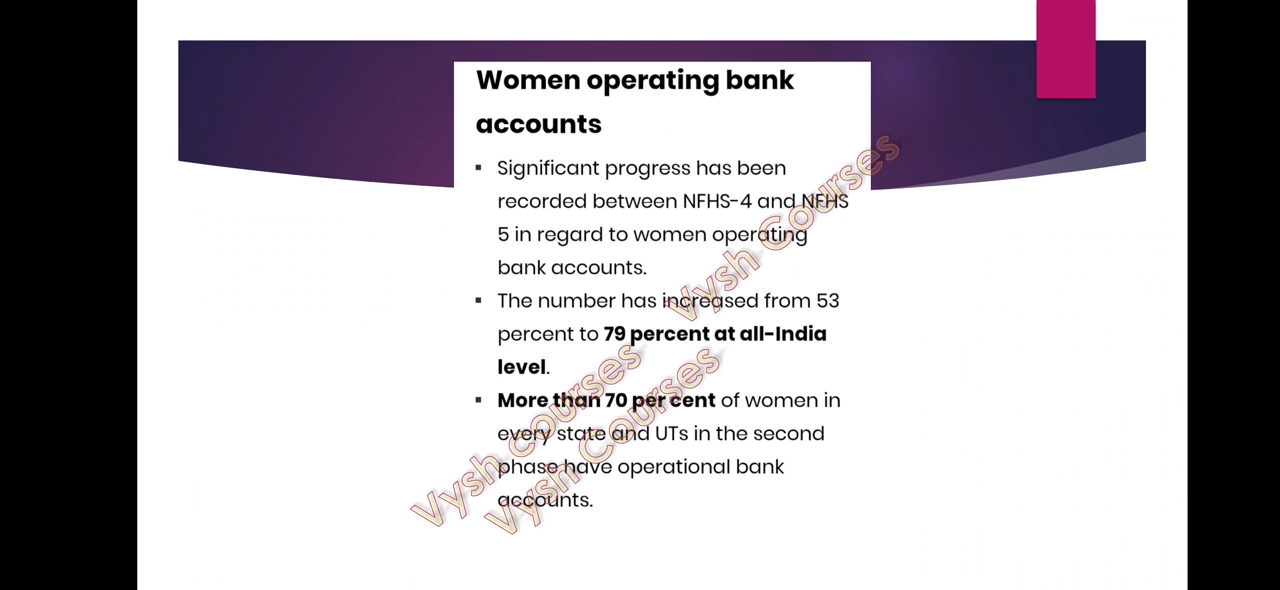 Women operating bank
accounts
▪ Significant progress has been
recorded between NFHS-4 and NFHS
5 in regard to women operating
bank accounts.
▪ The number has increased from 53
percent to 79 percent at all-India
level.
▪ More than 70 per cent of women in
every state and UTs in the second
phase have operational bank
accounts.
Vysh Courses
Vysh courses
Vysh Courses